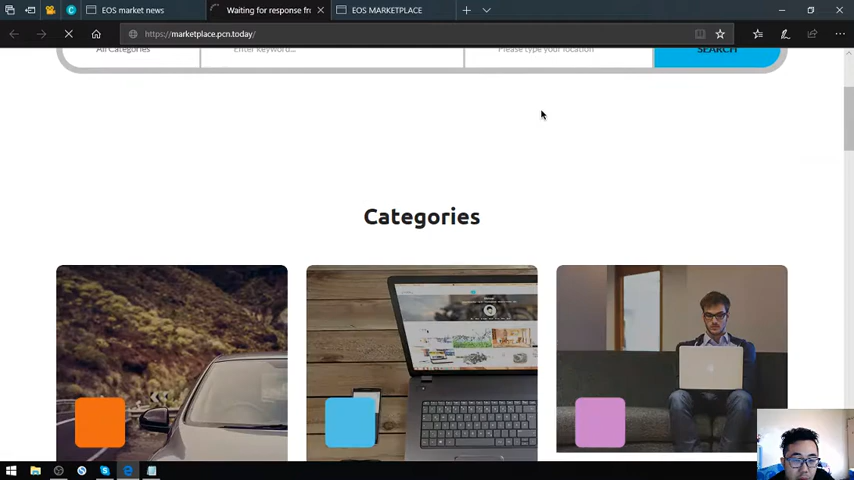 EOS market news
Waiting for response fro
EOS MARKETPLACE
https://marketplace.pcn.today/
All Categories
Enter keyword...
Please type your location
SEARCH
Categories